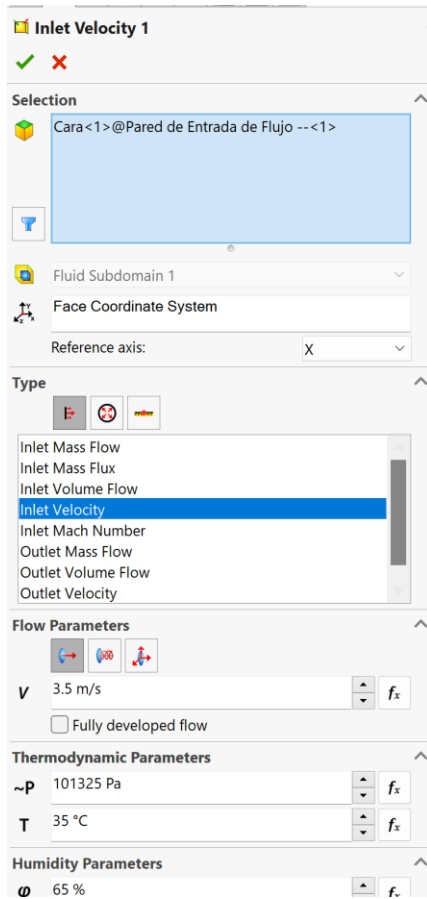 Inlet Velocity 1
Selection
Cara<1>@Pared de Entrada de Flujo --<1>
Fluid Subdomain 1
Face Coordinate System
Reference axis: X
Type
Inlet Mass Flow
Inlet Mass Flux
Inlet Volume Flow
Inlet Velocity
Inlet Mach Number
Outlet Mass Flow
Outlet Volume Flow
Outlet Velocity
Flow Parameters
V 3.5 m/s fx
Fully developed flow
Thermodynamic Parameters
~P 101325 Pa fx
T 35 °C fx
Humidity Parameters
φ 65 % fx